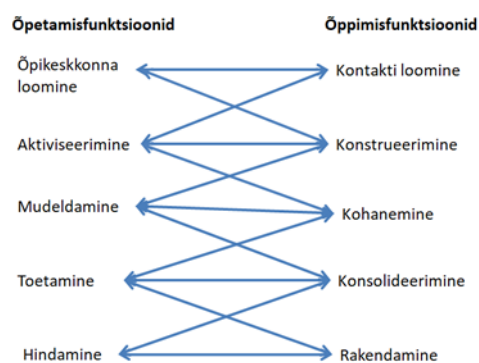 Õpetamisfunktsioonid
Õppimisfunktsioonid
Õpikeskkonna
loomine
Kontakti loomine
Aktiviseerimine
Konstrueerimine
Mudeldamine
Kohanemine
Toetamine
Konsolideerimine
Hindamine
Rakendamine